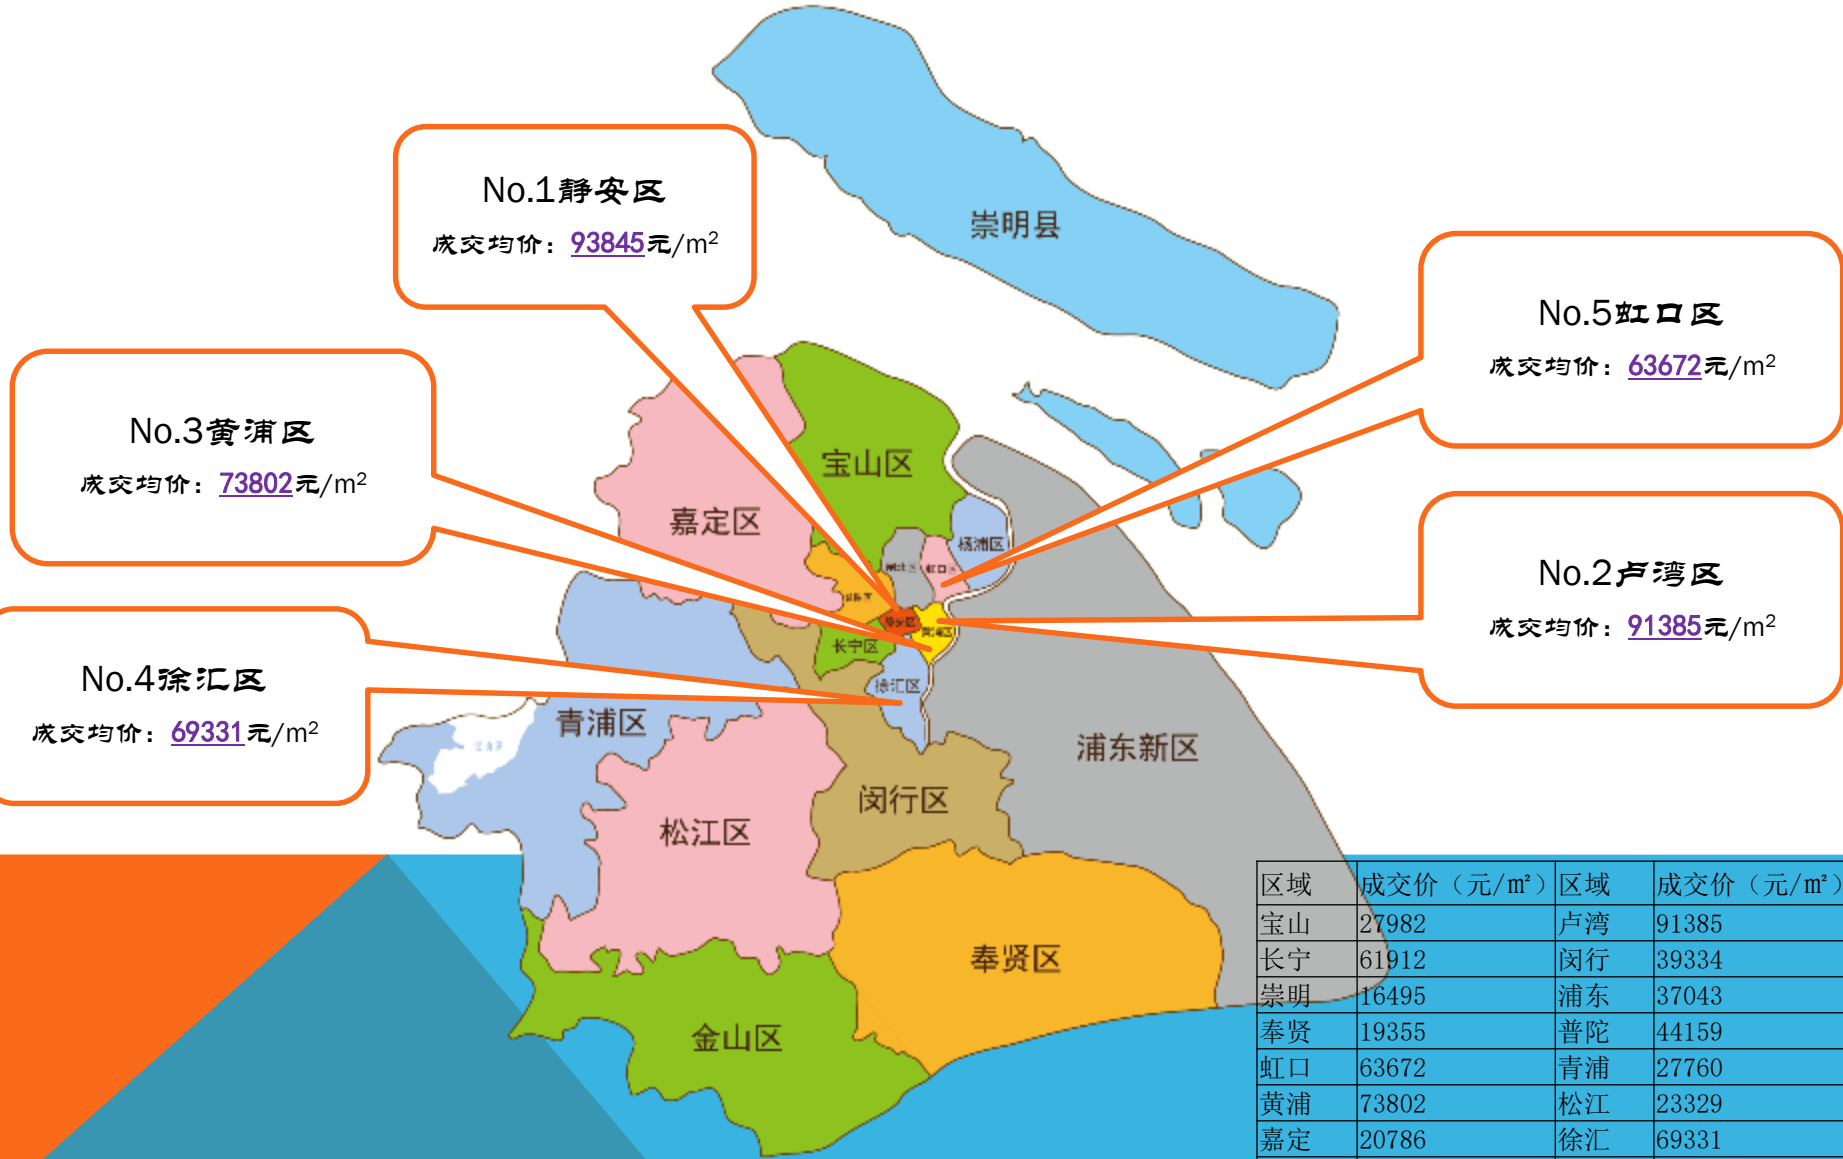 No.1静安区
成交均价：93845元/m²
崇明县
No.5虹口区
成交均价：63672元/m²
No.3黄浦区
成交均价：73802元/m²
宝山区
嘉定区
杨浦区
虹口区
No.2卢湾区
成交均价：91385元/m²
静安区
黄浦区
长宁区
No.4徐汇区
成交均价：69331元/m²
徐汇区
青浦区
浦东新区
闵行区
松江区
奉贤区
金山区
区域 成交价（元/㎡） 区域 成交价（元/㎡）
宝山 27982 卢湾 91385
长宁 61912 闵行 39334
崇明 16495 浦东 37043
奉贤 19355 普陀 44159
虹口 63672 青浦 27760
黄浦 73802 松江 23329
嘉定 20786 徐汇 69331